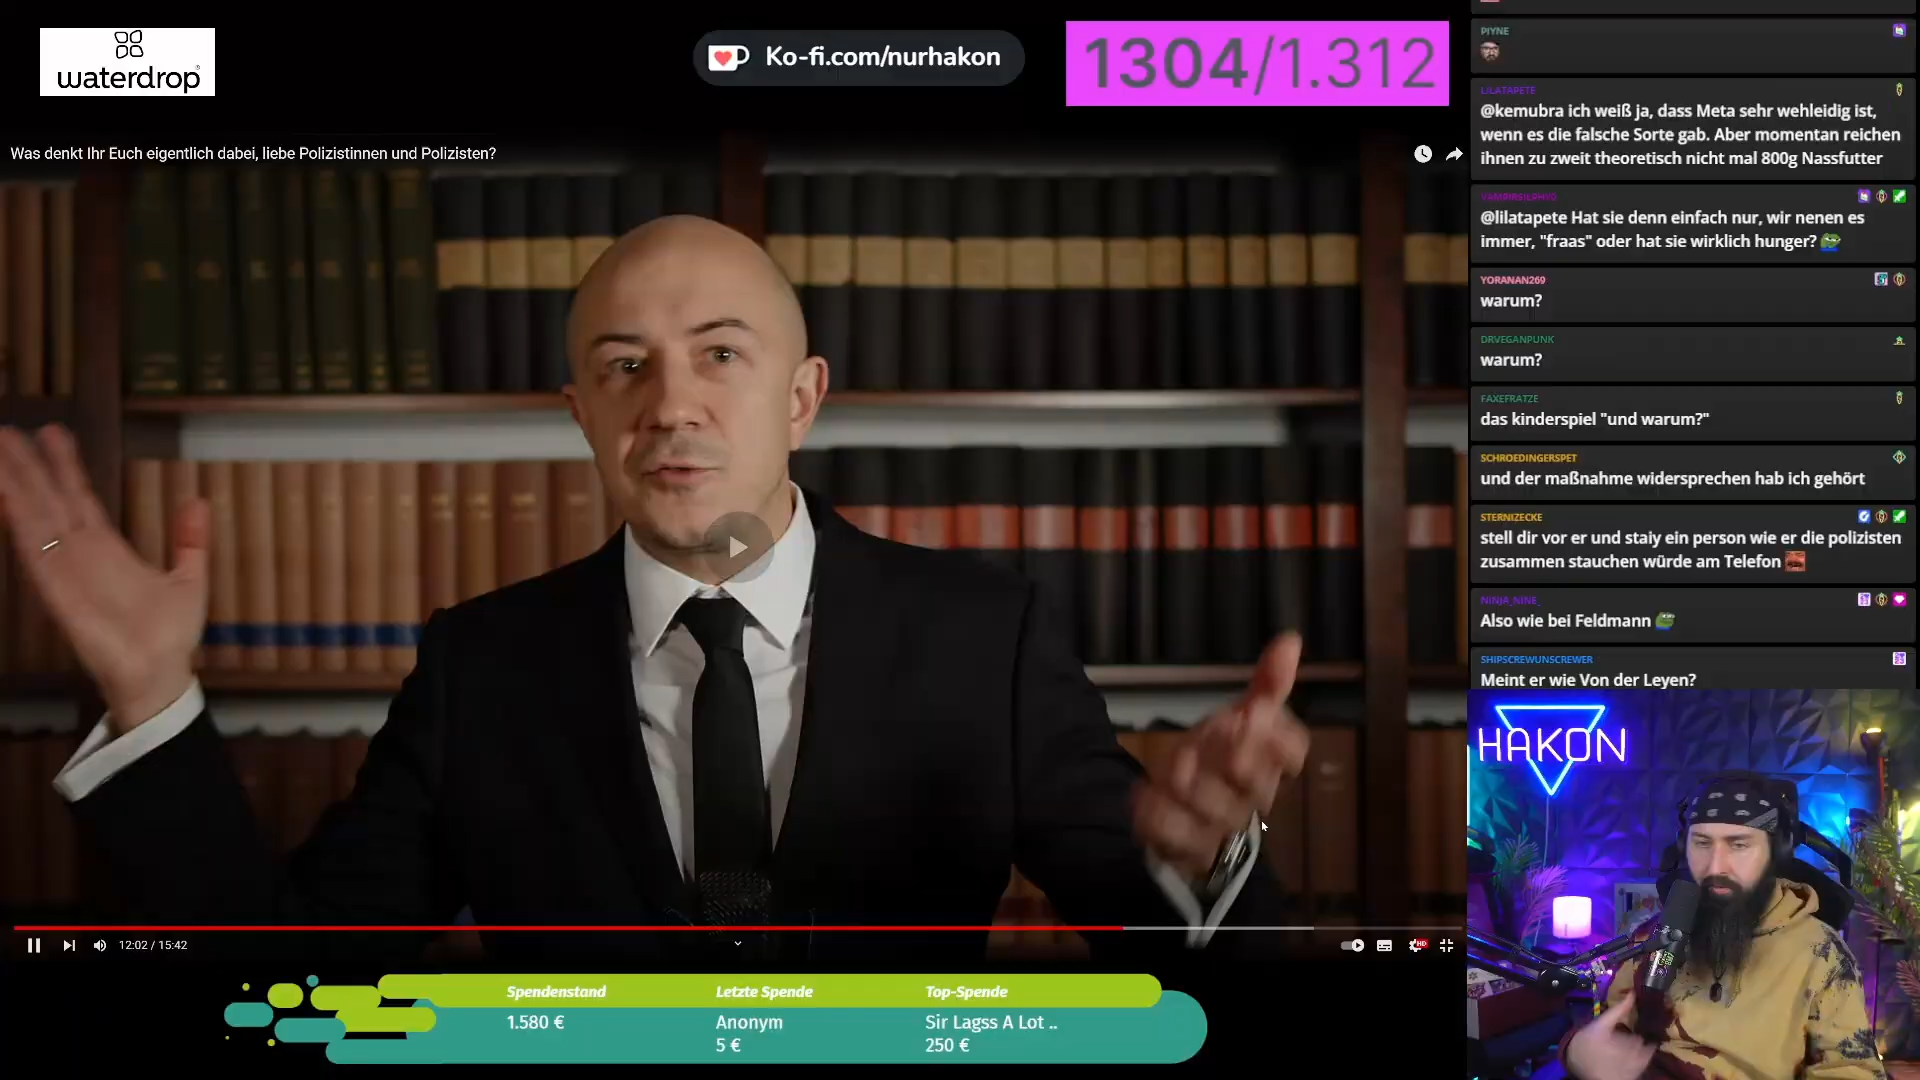 waterdrop
Ko-fi.com/nurhakon
1304/1.312
Was denkt Ihr Euch eigentlich dabei, liebe Polizistinnen und Polizisten?
12:02 / 15:42
HD
Spendenstand
1.580 €
Letzte Spende
Anonym
5 €
Top-Spende
Sir Lagss A Lot ..
250 €
PIYNE
LILATAPETE
@kemubra ich weiß ja, dass Meta sehr wehleidig ist,
wenn es die falsche Sorte gab. Aber momentan reichen
ihnen zu zweit theoretisch nicht mal 800g Nassfutter
@lilatapete Hat sie denn einfach nur, wir nenen es
immer, "fraas" oder hat sie wirklich hunger?
YORANAN269
warum?
DRVEGANPUNK
warum?
FAXEFRATZE
das kinderspiel "und warum?"
SCHROEDINGERSPET
und der maßnahme widersprechen hab ich gehört
STERNIZECKE
stell dir vor er und staiy ein person wie er die polizisten
zusammen stauchen würde am Telefon
NINJA_NINE_
Also wie bei Feldmann
SHIPSCREWUNSCREWER
Meint er wie Von der Leyen?
HAKON